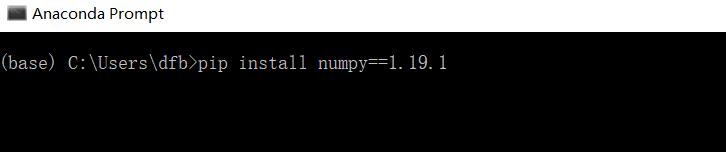 Anaconda Prompt
(base) C:\Users\dfb>pip install numpy==1.19.1